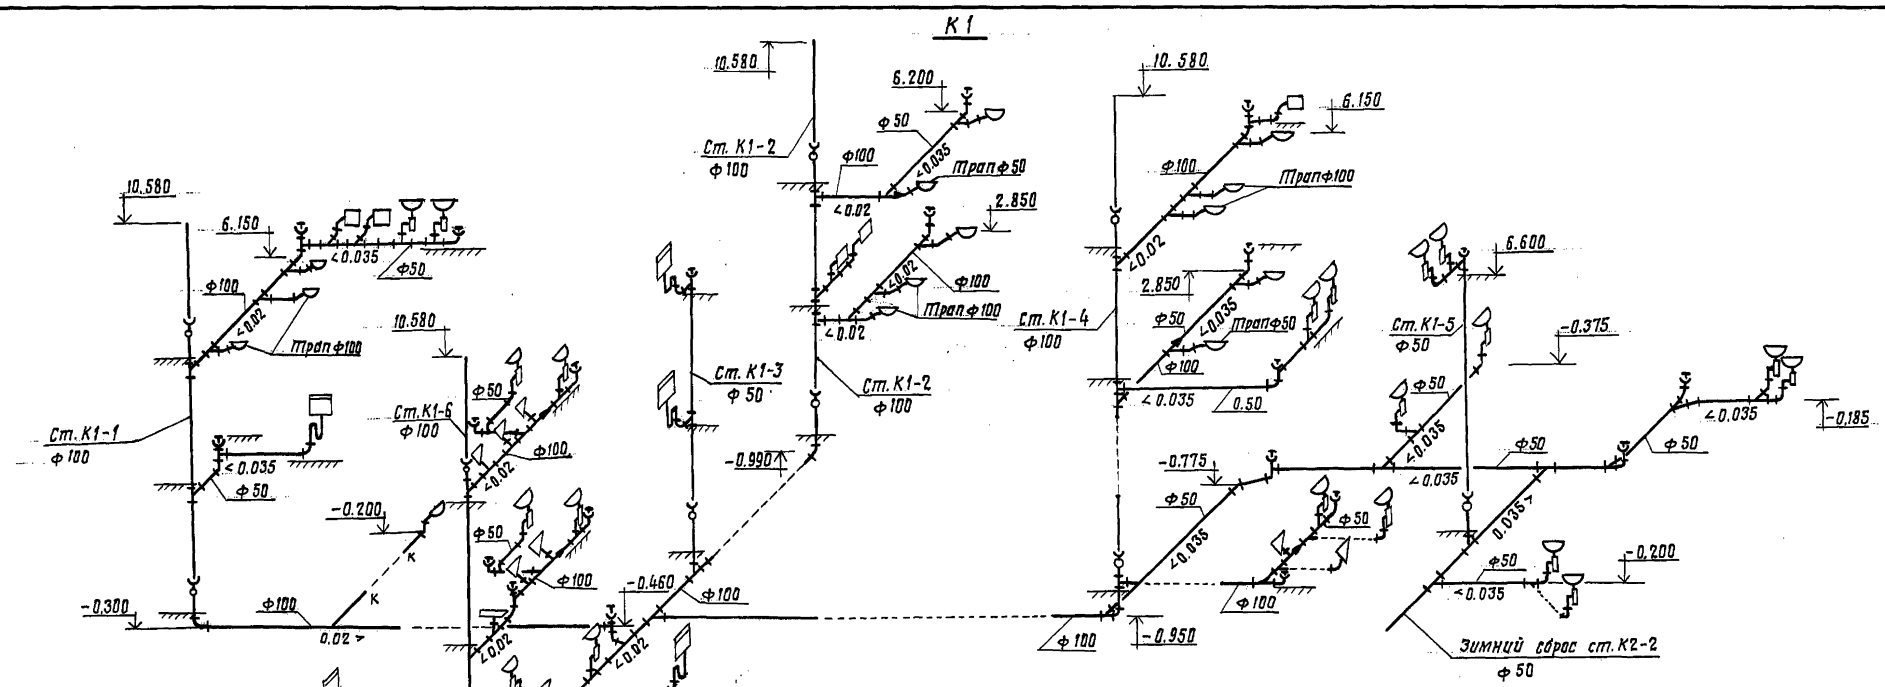 К1
10.580
Ст. К1-2
ф100
6.200
ф50
ф100
<0.035
Трап ф50
<0.02
2.850
<0.02
ф100
Трап ф100
<0.02
Ст. К1-2
ф100
-0.990
10.580
6.150
ф100
Трап ф100
<0.02
2.850
ф50
<0.035
Трап ф50
ф100
Ст. К1-4
ф100
<0.035
0.50
10.580
6.150
<0.035
ф50
ф100
<0.02
Трап ф100
Ст. К1-1
ф100
<0.035
ф50
-0.300
ф100
0.02>
-0.200
к
к
10.580
Ст. К1-6
ф100
ф50
ф100
<0.02
ф50
ф100
<0.02
-0.460
ф100
<0.02
Ст. К1-3
ф50
6.600
Ст. К1-5
ф50
-0.375
ф50
<0.035
-0.775
ф50
<0.035
<0.035
ф50
ф50
<0.035
-0,185
0.035>
ф50
ф100
ф100
-0.950
ф50
<0.035
-0,200
Зимний сброс ст. К2-2
ф50